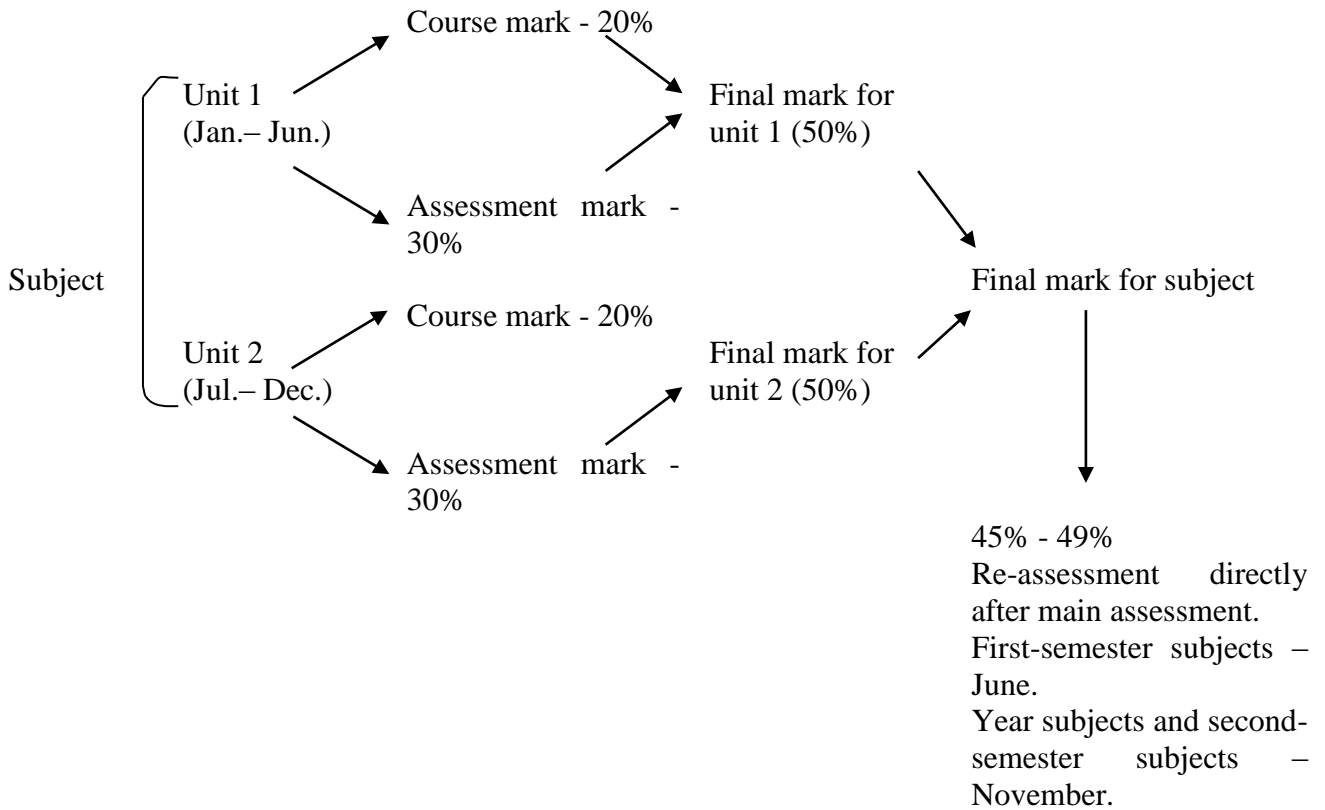 Course mark - 20%
Unit 1
(Jan.– Jun.)
Final mark for
unit 1 (50%)
Assessment mark -
30%
Subject
Final mark for subject
Course mark - 20%
Unit 2
(Jul.– Dec.)
Final mark for
unit 2 (50%)
Assessment mark -
30%
45% - 49%
Re-assessment directly
after main assessment.
First-semester subjects –
June.
Year subjects and second-
semester subjects –
November.